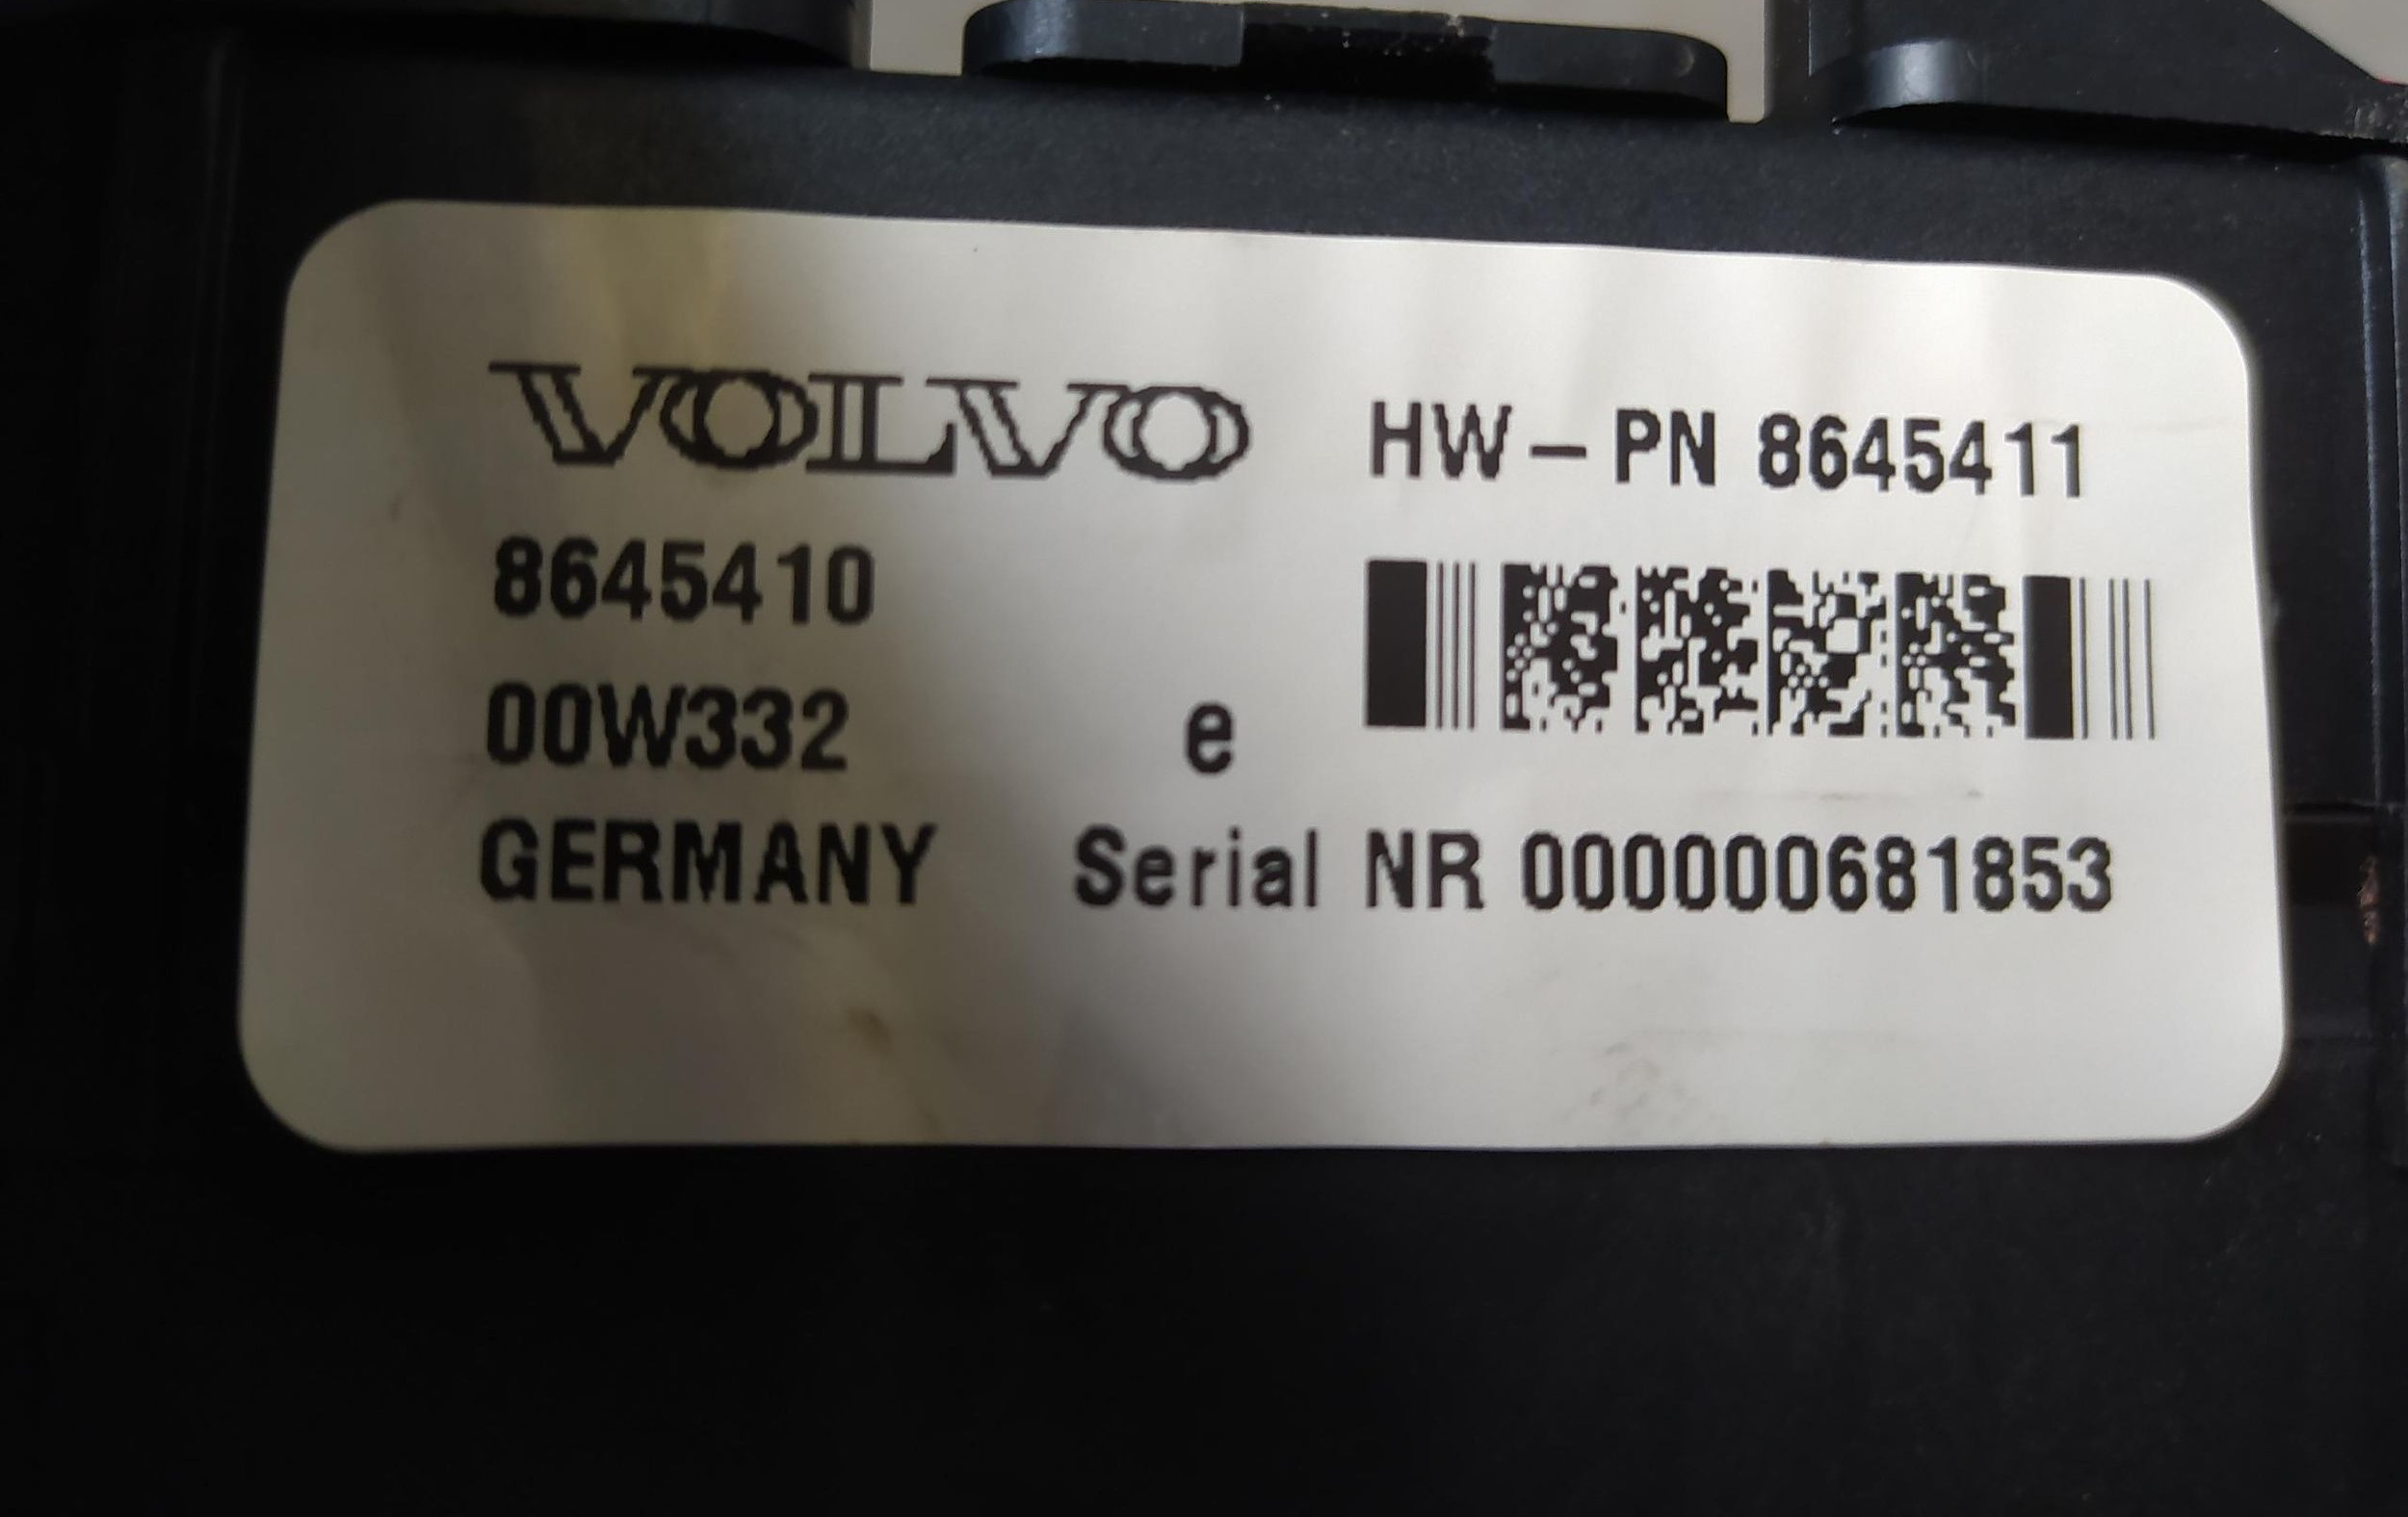 VOLVO HW-PN 8645411
8645410
00W332 e
GERMANY Serial NR 000000681853